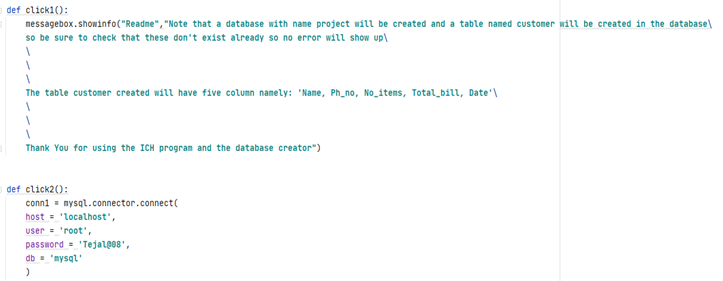 def click1():
messagebox.showinfo("Readme","Note that a database with name project will be created and a table named customer will be created in the database\
so be sure to check that these don't exist already so no error will show up\
\
\
\
The table customer created will have five column namely: 'Name, Ph_no, No_items, Total_bill, Date'\
\
\
\
Thank You for using the ICH program and the database creator")
def click2():
conn1 = mysql.connector.connect(
host = 'localhost',
user = 'root',
password = 'Tejal@08',
db = 'mysql'
)